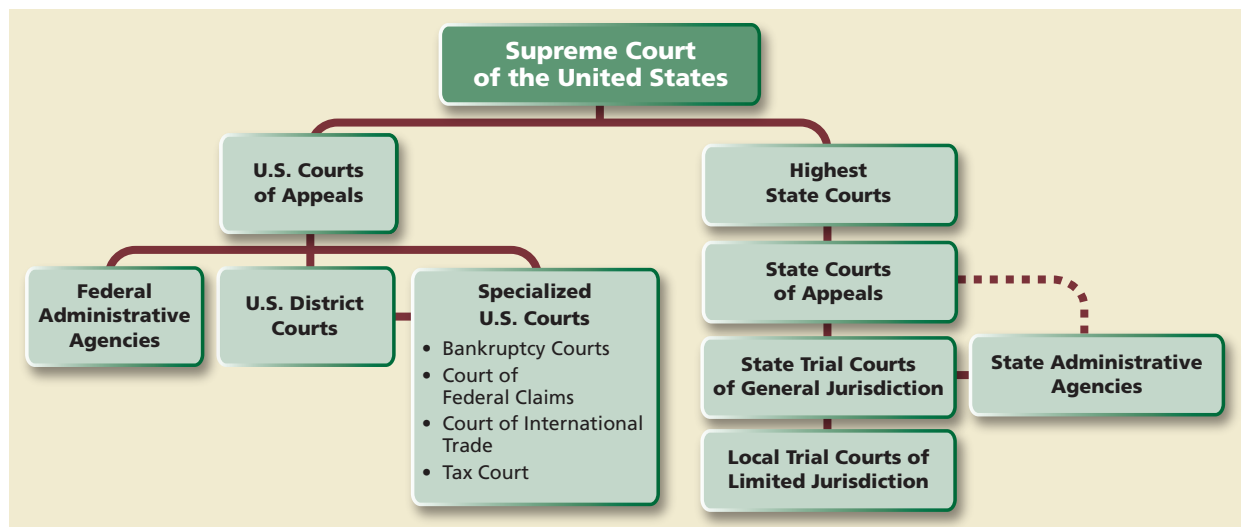 Supreme Court
of the United States
U.S. Courts
of Appeals
Highest
State Courts
Federal
Administrative
Agencies
U.S. District
Courts
Specialized
U.S. Courts
• Bankruptcy Courts
• Court of
Federal Claims
• Court of International
Trade
• Tax Court
State Courts
of Appeals
State Trial Courts
of General Jurisdiction
State Administrative
Agencies
Local Trial Courts of
Limited Jurisdiction